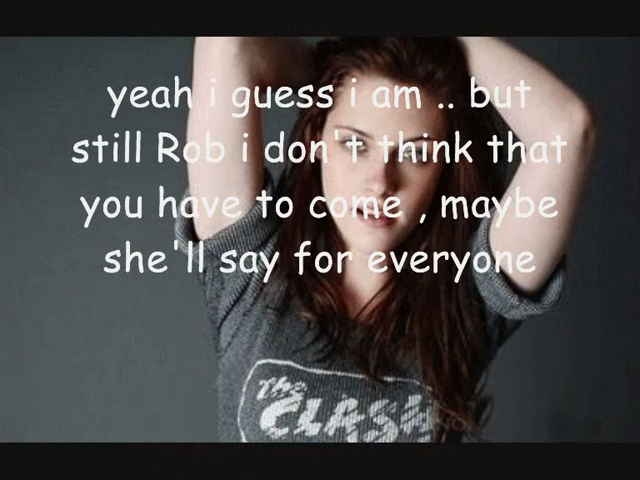 yeah i guess i am .. but
still Rob i don't think that
you have to come , maybe
she'll say for everyone
THE
CLASH